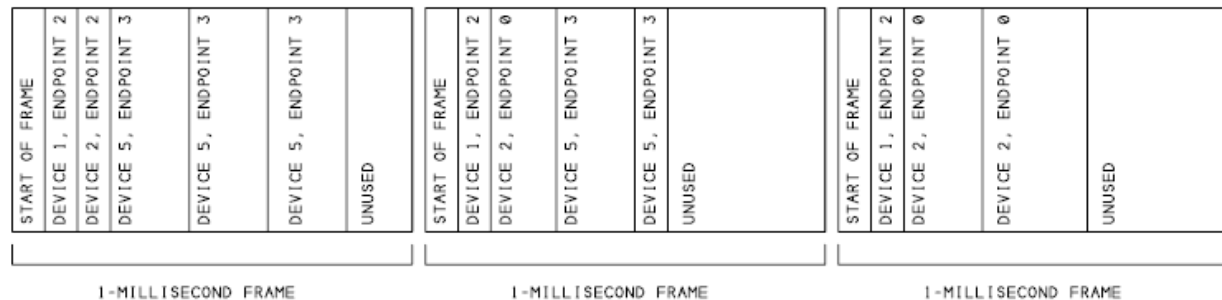 START OF FRAME
DEVICE 1, ENDPOINT 2
DEVICE 2, ENDPOINT 2
DEVICE 5, ENDPOINT 3
DEVICE 5, ENDPOINT 3
DEVICE 5, ENDPOINT 3
UNUSED
1-MILLISECOND FRAME
START OF FRAME
DEVICE 1, ENDPOINT 2
DEVICE 2, ENDPOINT 0
DEVICE 5, ENDPOINT 3
DEVICE 5, ENDPOINT 3
UNUSED
1-MILLISECOND FRAME
START OF FRAME
DEVICE 1, ENDPOINT 2
DEVICE 2, ENDPOINT 0
DEVICE 2, ENDPOINT 0
UNUSED
1-MILLISECOND FRAME